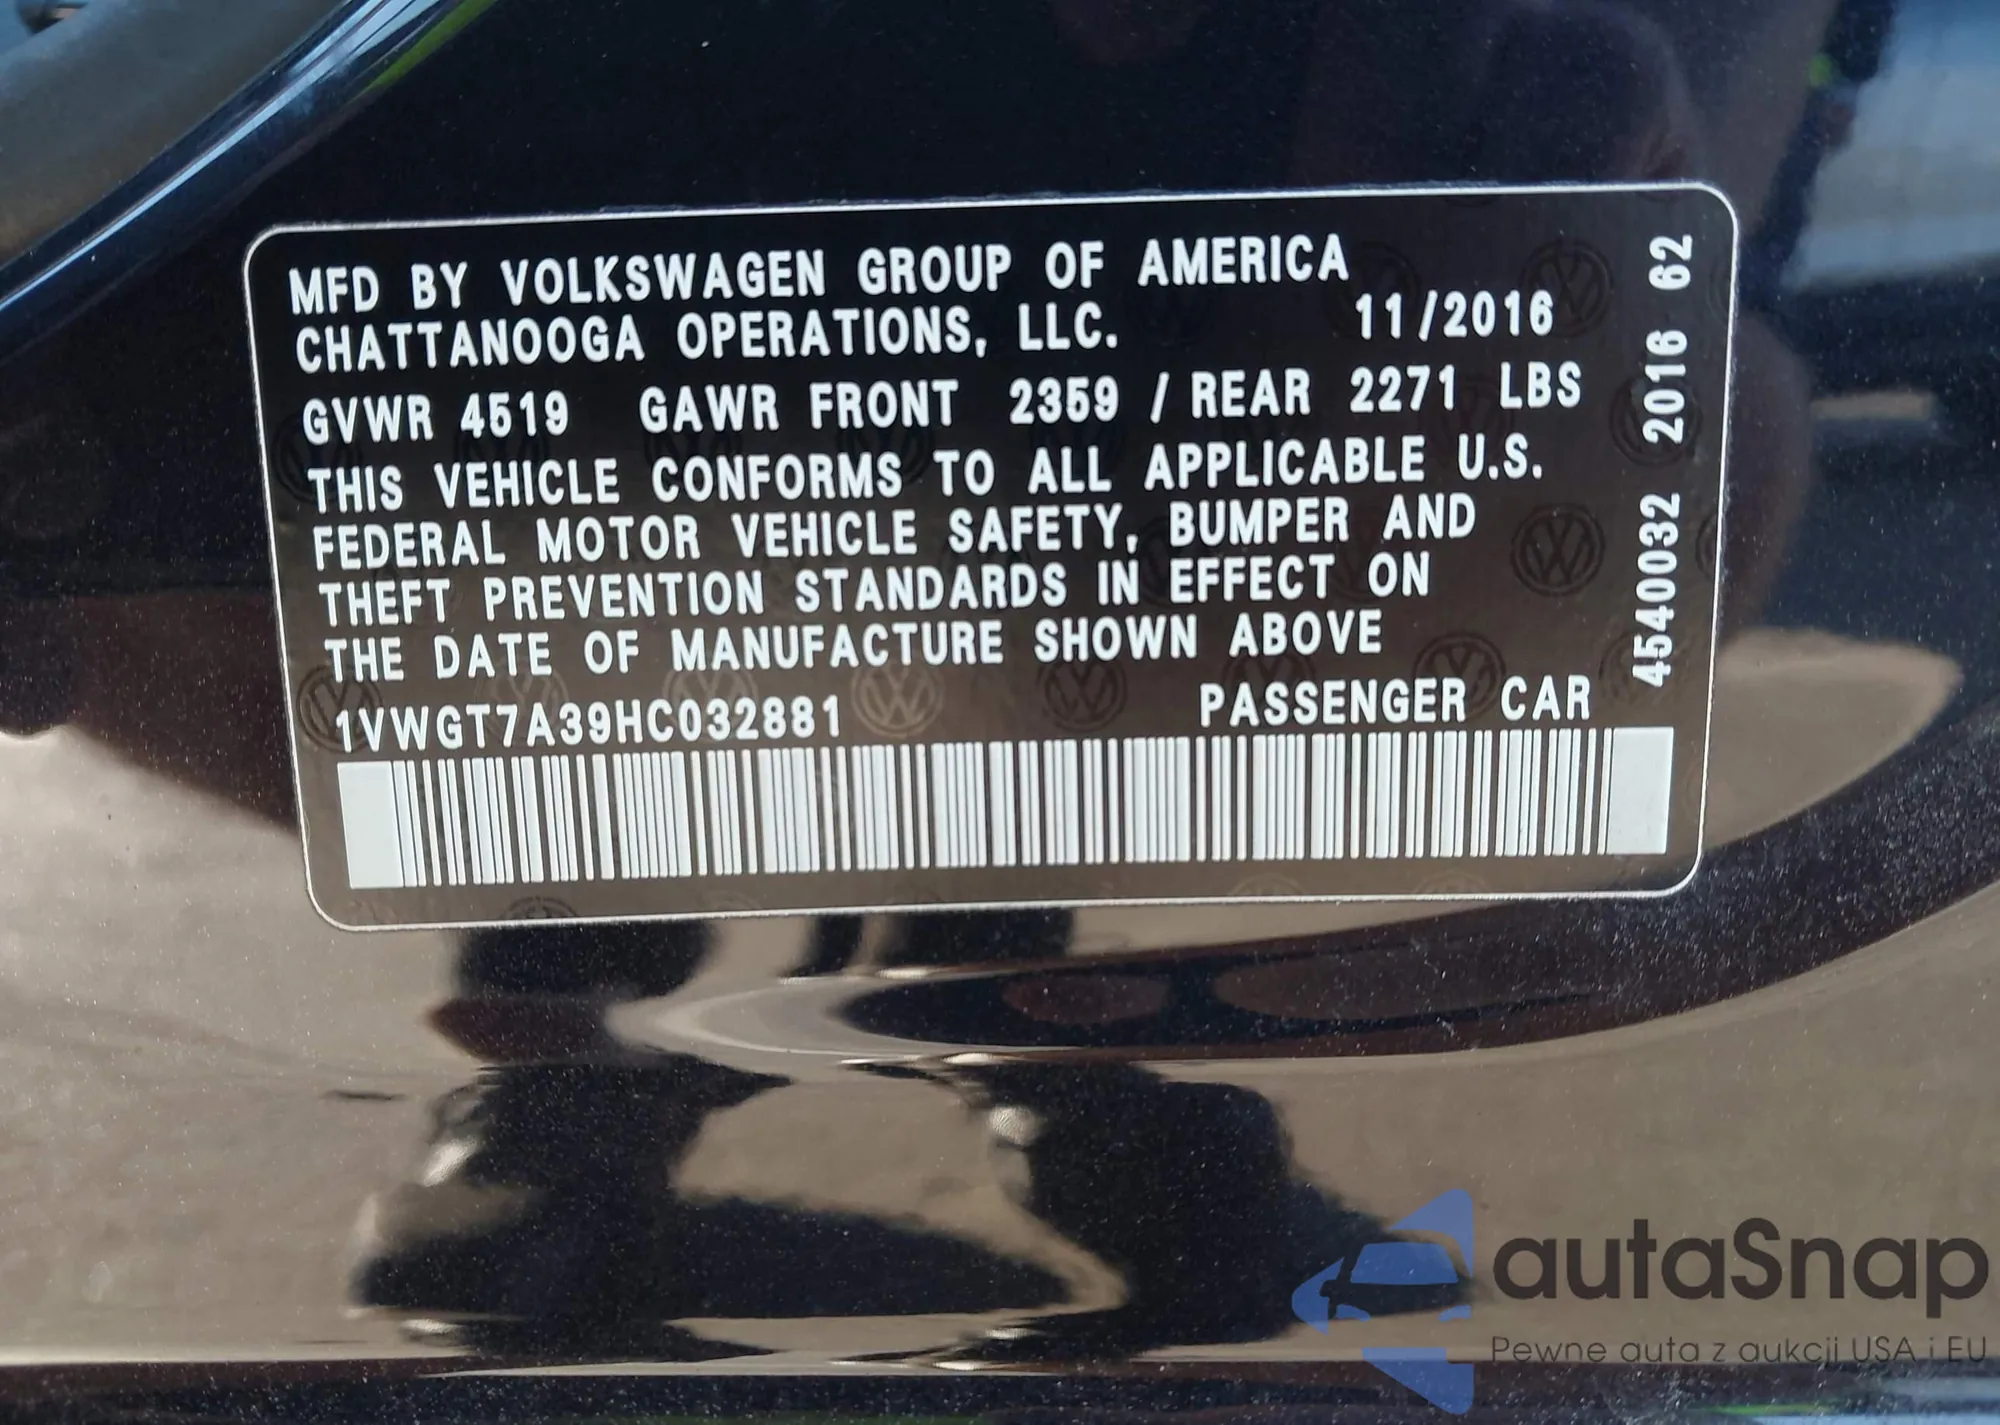 MFD BY VOLKSWAGEN GROUP OF AMERICA
CHATTANOOGA OPERATIONS, LLC. 11/2016
GVWR 4519 GAWR FRONT 2359 / REAR 2271 LBS
THIS VEHICLE CONFORMS TO ALL APPLICABLE U.S.
FEDERAL MOTOR VEHICLE SAFETY, BUMPER AND
THEFT PREVENTION STANDARDS IN EFFECT ON
THE DATE OF MANUFACTURE SHOWN ABOVE
1VWGT7A39HC032881 PASSENGER CAR
4540032 2016 62
autaSnap
Pewne auta z aukcji USA i EU